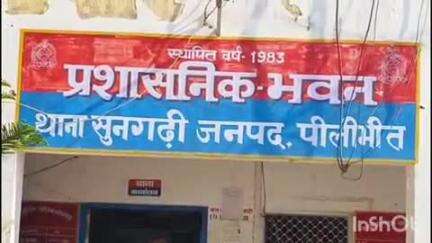 स्थापित वर्ष- 1983
प्रशासनिक-भवन
थाना सुनगढ़ी जनपद. पीलीभीत
थाना
InShOt